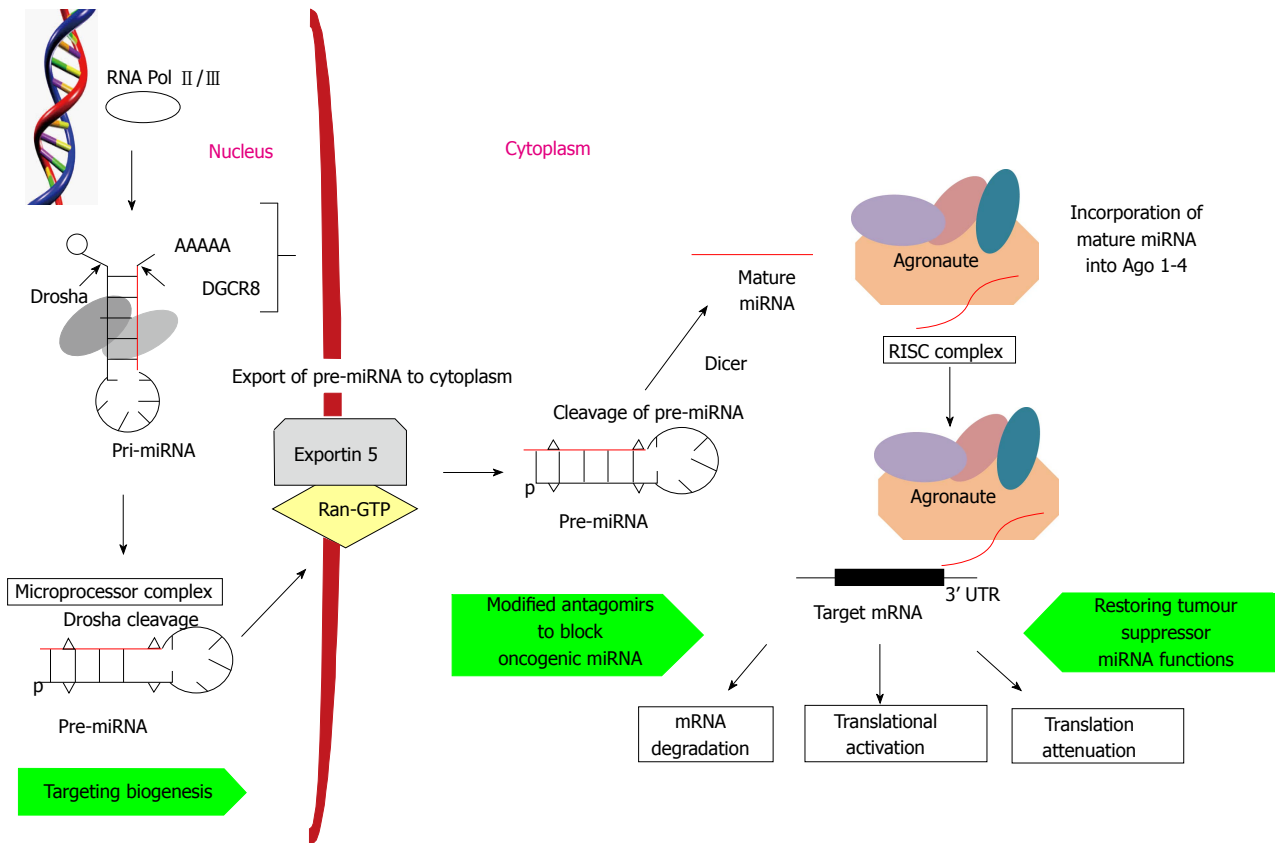 RNA Pol Ⅱ/Ⅲ
Nucleus
AAAAA
Drosha
DGCR8
Pri-miRNA
Microprocessor complex
Drosha cleavage
p
Pre-miRNA
Targeting biogenesis
Export of pre-miRNA to cytoplasm
Exportin 5
Ran-GTP
Cytoplasm
Mature
miRNA
Dicer
Cleavage of pre-miRNA
p
Pre-miRNA
Agronaute
Incorporation of
mature miRNA
into Ago 1-4
RISC complex
Agronaute
3’ UTR
Target mRNA
Modified antagomirs
to block
oncogenic miRNA
Restoring tumour
suppressor
miRNA functions
mRNA
degradation
Translational
activation
Translation
attenuation